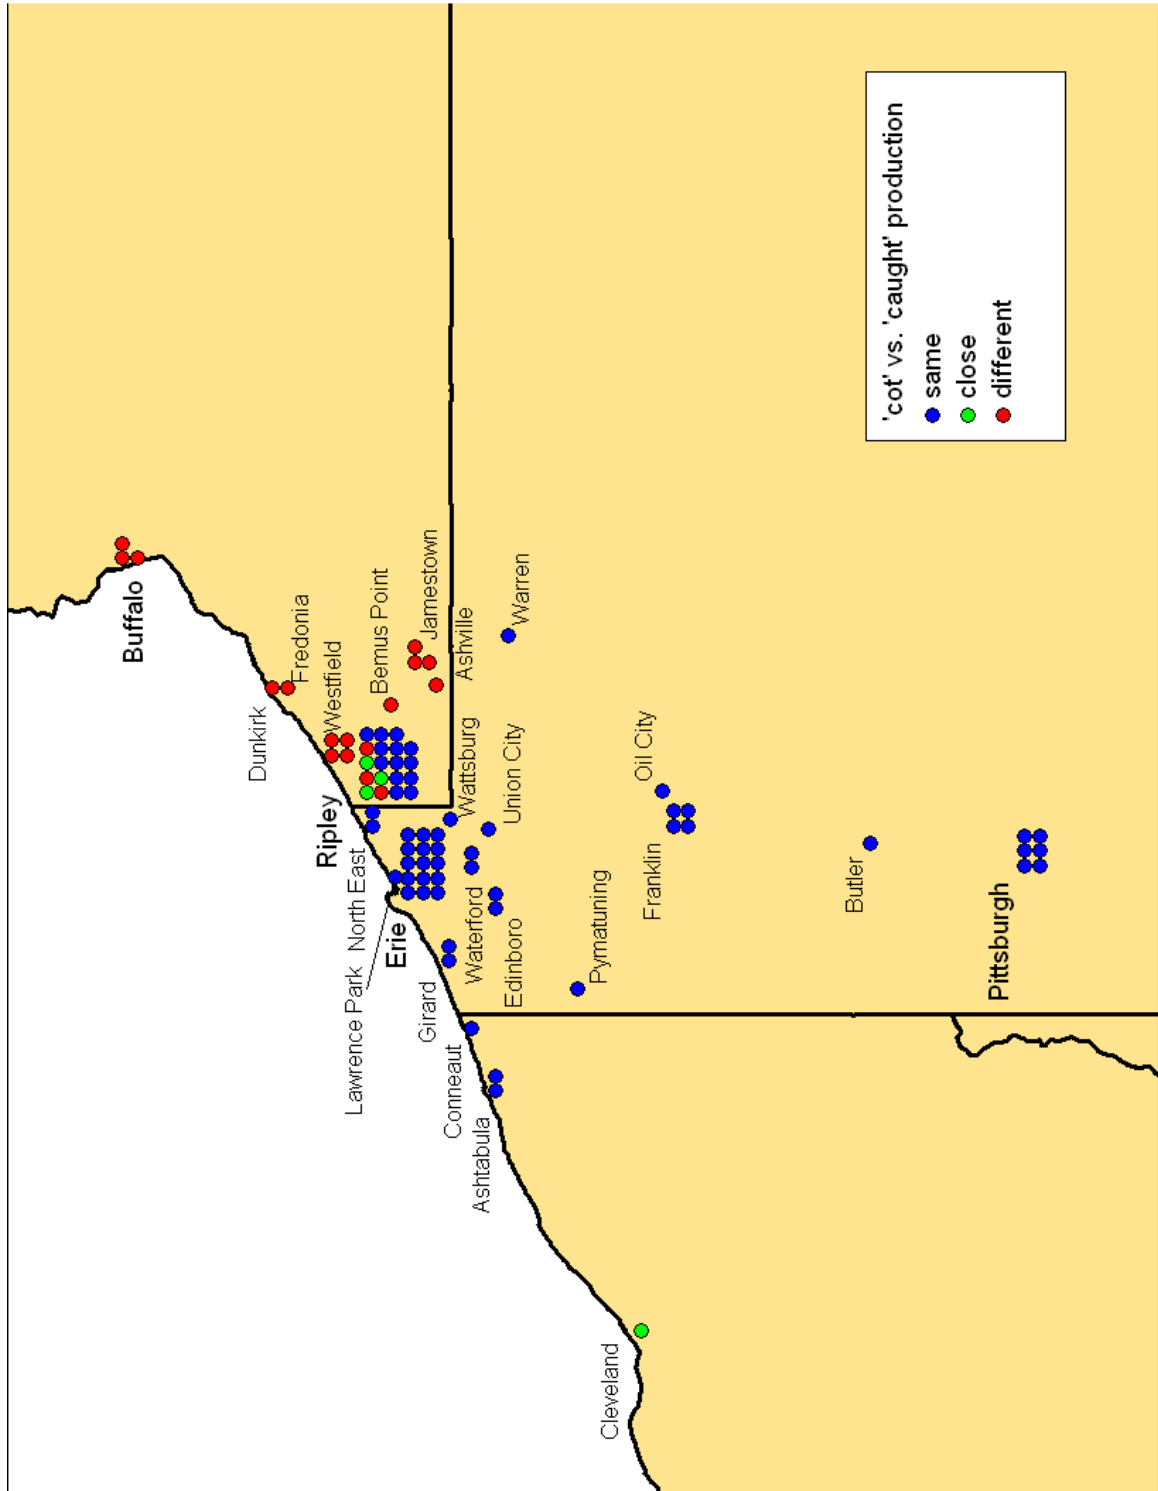 Buffalo
Dunkirk
Fredonia
Westfield
Bemus Point
Jamestown
Ashville
Ripley
North East
Lawrence Park
Erie
Wattsburg
Warren
Union City
Waterford
Edinboro
Girard
Conneaut
Ashtabula
Pymatuning
Oil City
Franklin
Cleveland
Butler
Pittsburgh
'cot' vs. 'caught' production
same
close
different